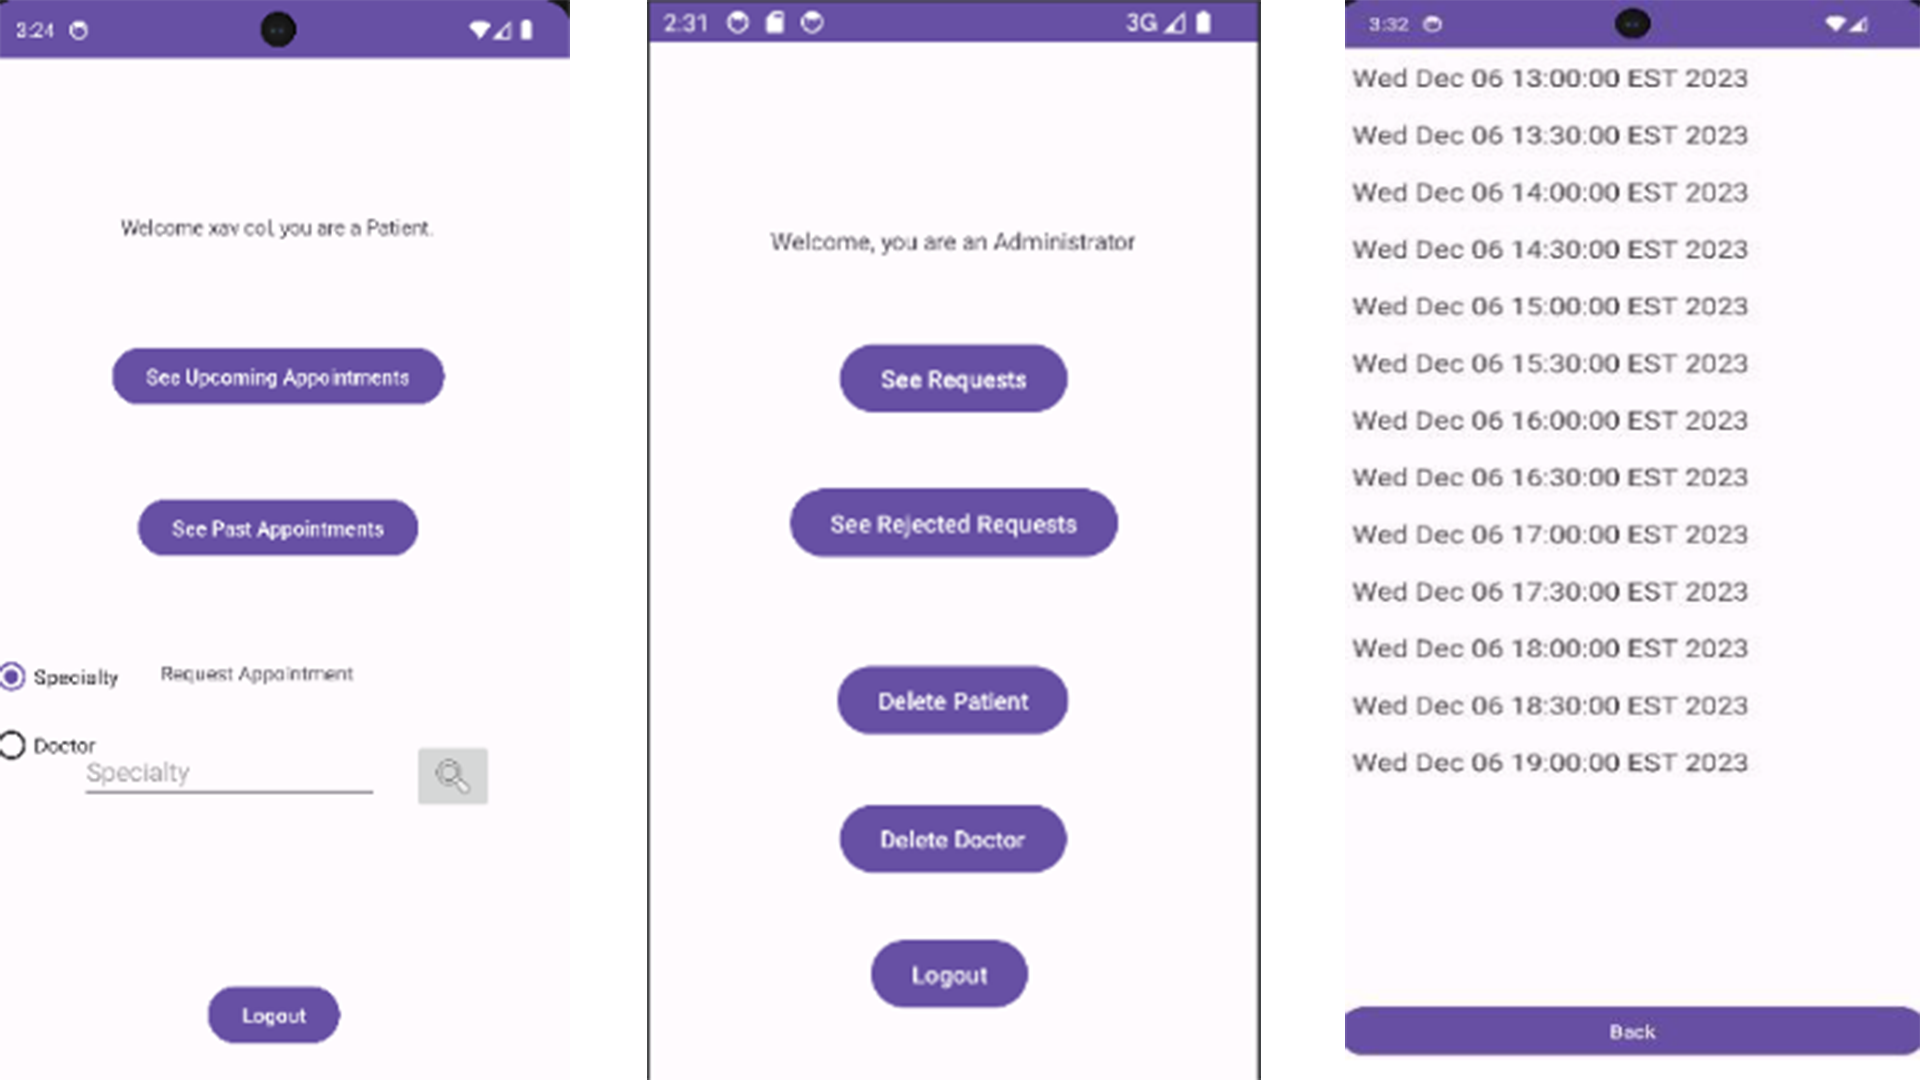 3:24
Welcome xav col, you are a Patient.
See Upcoming Appointments
See Past Appointments
Specialty
Request Appointment
Doctor
Specialty
Logout
2:31
3G
Welcome, you are an Administrator
See Requests
See Rejected Requests
Delete Patient
Delete Doctor
Logout
3:32
Wed Dec 06 13:00:00 EST 2023
Wed Dec 06 13:30:00 EST 2023
Wed Dec 06 14:00:00 EST 2023
Wed Dec 06 14:30:00 EST 2023
Wed Dec 06 15:00:00 EST 2023
Wed Dec 06 15:30:00 EST 2023
Wed Dec 06 16:00:00 EST 2023
Wed Dec 06 16:30:00 EST 2023
Wed Dec 06 17:00:00 EST 2023
Wed Dec 06 17:30:00 EST 2023
Wed Dec 06 18:00:00 EST 2023
Wed Dec 06 18:30:00 EST 2023
Wed Dec 06 19:00:00 EST 2023
Back